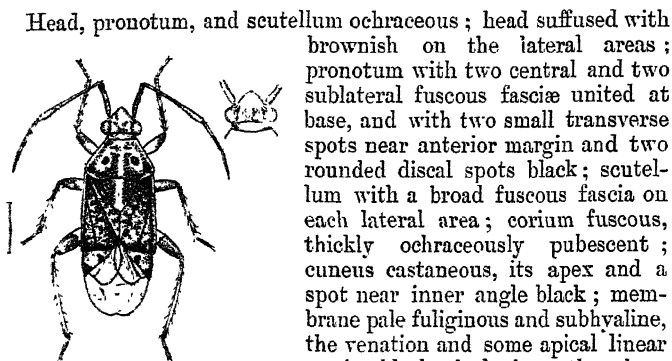 Head, pronotum, and scutellum ochraceous ; head suffused with
brownish on the lateral areas ;
pronotum with two central and two
sublateral fuscous fasciæ united at
base, and with two small transverse
spots near anterior margin and two
rounded discal spots black ; scutel-
lum with a broad fuscous fascia on
each lateral area ; corium fuscous,
thickly ochraceously pubescent ;
cuneus castaneous, its apex and a
spot near inner angle black ; mem-
brane pale fuliginous and subhyaline,
the venation and some apical linear